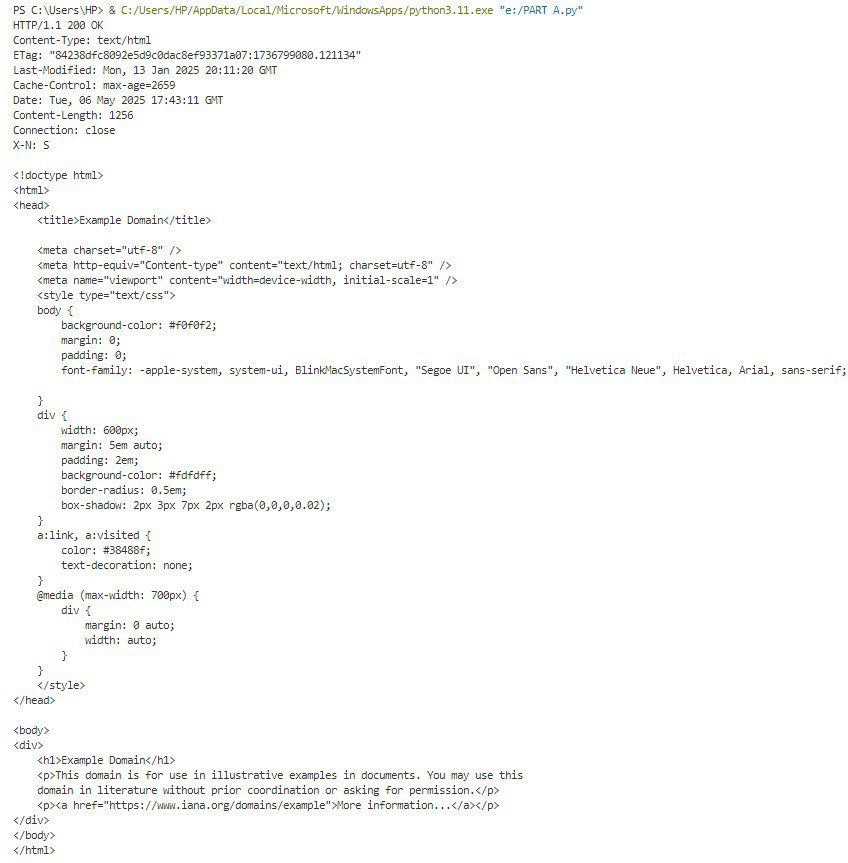 PS C:\Users\HP> & C:/Users/HP/AppData/Local/Microsoft/WindowsApps/python3.11.exe "e:/PART A.py"
HTTP/1.1 200 OK
Content-Type: text/html
ETag: "84238dfc8092e5d9c0dac8ef93371a07:1736799080.121134"
Last-Modified: Mon, 13 Jan 2025 20:11:20 GMT
Cache-Control: max-age=2659
Date: Tue, 06 May 2025 17:43:11 GMT
Content-Length: 1256
Connection: close
X-N: S

<!doctype html>
<html>
<head>
    <title>Example Domain</title>

    <meta charset="utf-8" />
    <meta http-equiv="Content-type" content="text/html; charset=utf-8" />
    <meta name="viewport" content="width=device-width, initial-scale=1" />
    <style type="text/css">
    body {
        background-color: #f0f0f2;
        margin: 0;
        padding: 0;
        font-family: -apple-system, system-ui, BlinkMacSystemFont, "Segoe UI", "Open Sans", "Helvetica Neue", Helvetica, Arial, sans-serif;

    }
    div {
        width: 600px;
        margin: 5em auto;
        padding: 2em;
        background-color: #fdfdff;
        border-radius: 0.5em;
        box-shadow: 2px 3px 7px 2px rgba(0,0,0,0.02);
    }
    a:link, a:visited {
        color: #38488f;
        text-decoration: none;
    }
    @media (max-width: 700px) {
        div {
            margin: 0 auto;
            width: auto;
        }
    }
    </style>
</head>

<body>
<div>
    <h1>Example Domain</h1>
    <p>This domain is for use in illustrative examples in documents. You may use this
    domain in literature without prior coordination or asking for permission.</p>
    <p><a href="https://www.iana.org/domains/example">More information...</a></p>
</div>
</body>
</html>